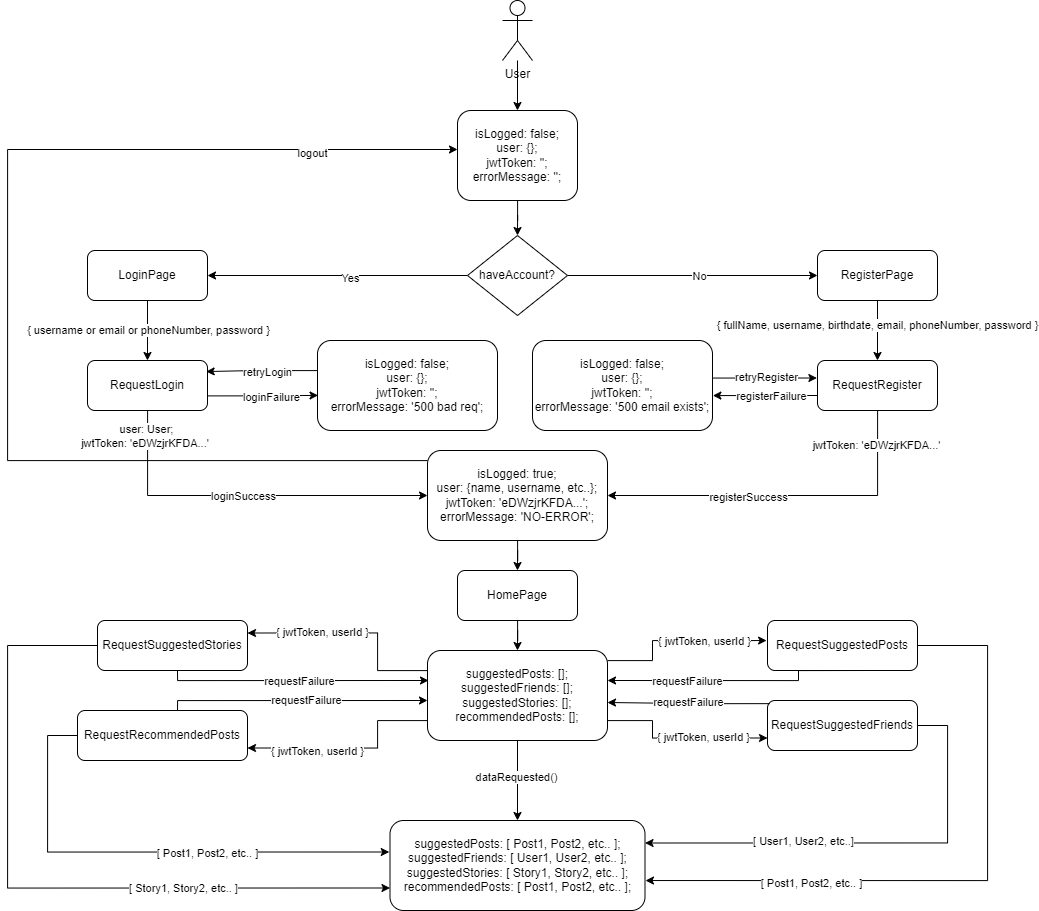 User
isLogged: false;
user: {};
jwtToken: '';
errorMessage: '';
logout
haveAccount?
Yes
No
LoginPage
RegisterPage
{ username or email or phoneNumber, password }
{ fullName, username, birthdate, email, phoneNumber, password }
RequestLogin
retryLogin
loginFailure
isLogged: false;
user: {};
jwtToken: '';
errorMessage: '500 bad req';
isLogged: false;
user: {};
jwtToken: '';
errorMessage: '500 email exists';
retryRegister
registerFailure
RequestRegister
user: User;
jwtToken: 'eDWzjrKFDA...'
jwtToken: 'eDWzjrKFDA...'
loginSuccess
isLogged: true;
user: {name, username, etc..};
jwtToken: 'eDWzjrKFDA...';
errorMessage: 'NO-ERROR';
registerSuccess
HomePage
RequestSuggestedStories
{ jwtToken, userId }
requestFailure
{ jwtToken, userId }
RequestSuggestedPosts
requestFailure
suggestedPosts: [];
suggestedFriends: [];
suggestedStories: [];
recommendedPosts: [];
requestFailure
RequestRecommendedPosts
{ jwtToken, userId }
requestFailure
{ jwtToken, userId }
RequestSuggestedFriends
dataRequested()
suggestedPosts: [ Post1, Post2, etc.. ];
suggestedFriends: [ User1, User2, etc.. ];
suggestedStories: [ Story1, Story2, etc.. ];
recommendedPosts: [ Post1, Post2, etc.. ];
[ Post1, Post2, etc.. ]
[ Story1, Story2, etc.. ]
[ User1, User2, etc..]
[ Post1, Post2, etc.. ]